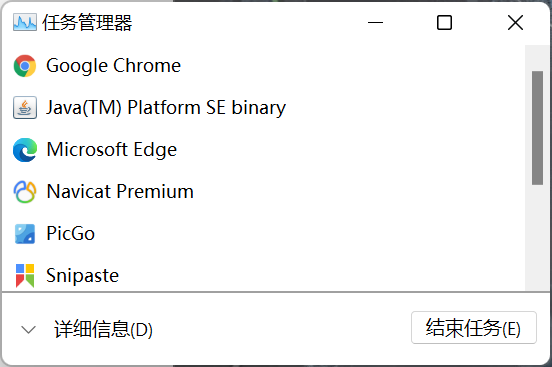 任务管理器
Google Chrome
Java(TM) Platform SE binary
Microsoft Edge
Navicat Premium
PicGo
Snipaste
详细信息(D)
结束任务(E)